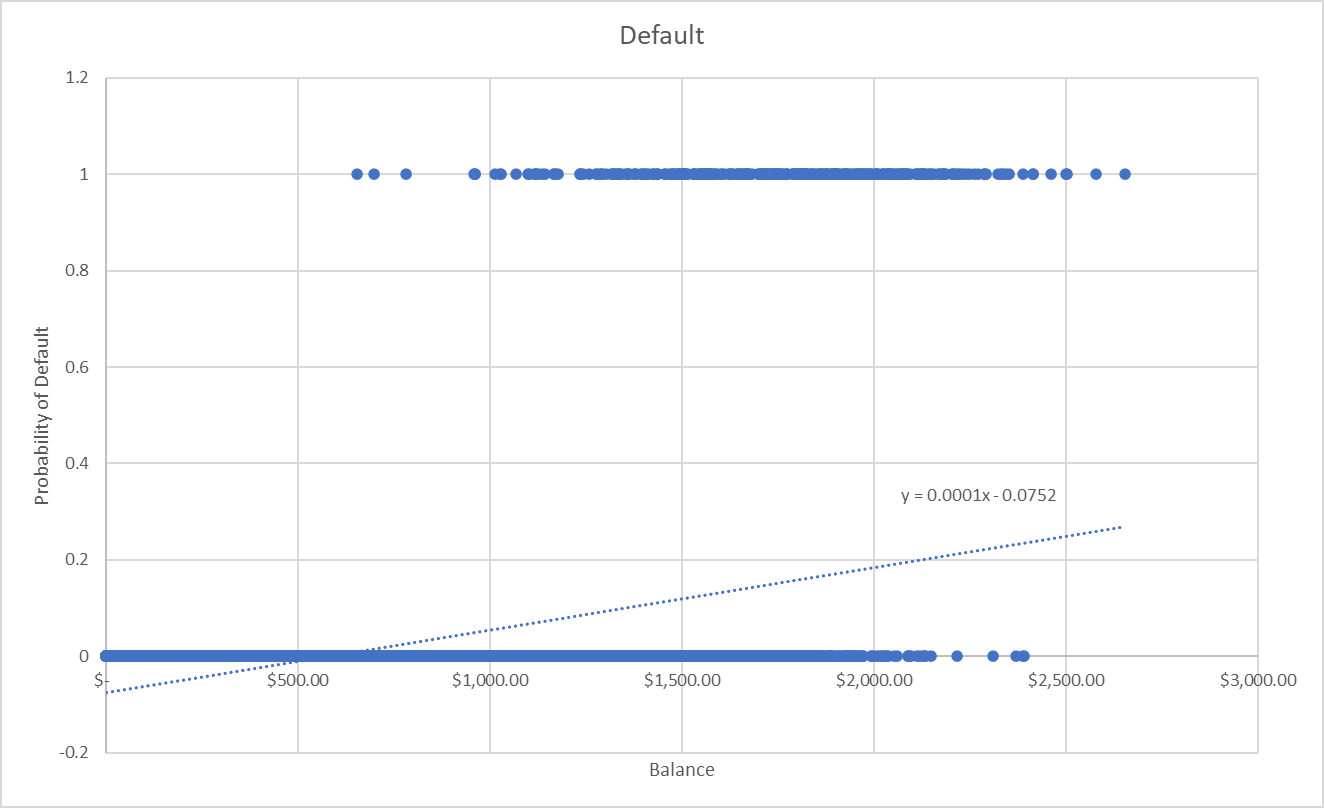 Default
1.2
1
0.8
0.6
0.4
0.2
0
-0.2
Probability of Default
y = 0.0001x - 0.0752
$- $500.00 $1,000.00 $1,500.00 $2,000.00 $2,500.00 $3,000.00
Balance